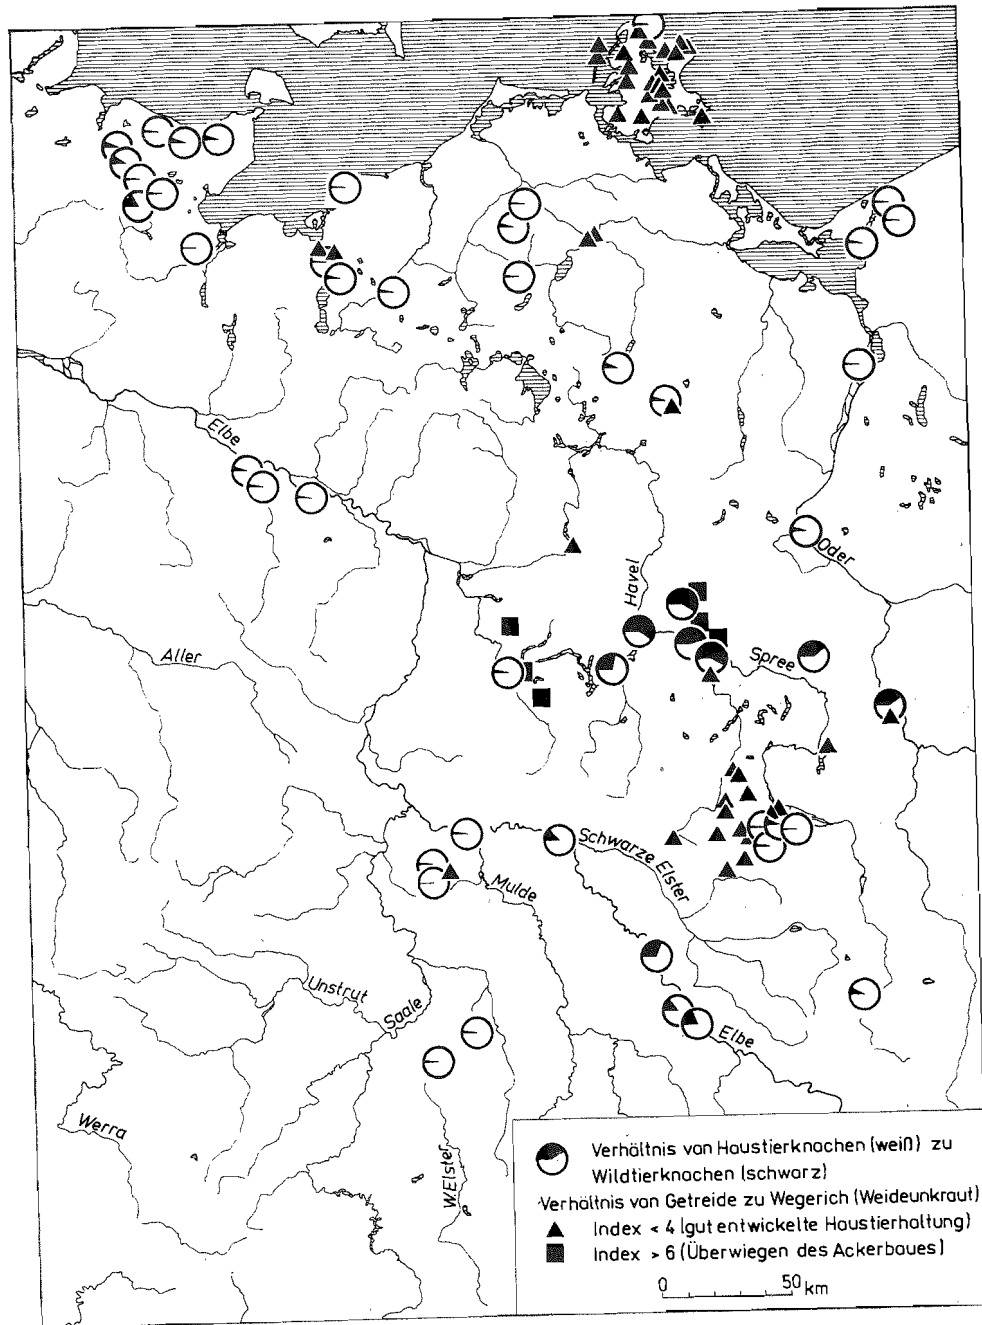 Elbe
Havel
Oder
Aller
Spree
Schwarze Elster
Mulde
Unstrut
Saale
Elbe
Werra
W. Elster
Verhältnis von Haustierknochen (weiß) zu
Wildtierknochen (schwarz)
Verhältnis von Getreide zu Wegerich (Weideunkraut)
Index < 4 (gut entwickelte Haustierhaltung)
Index > 6 (Überwiegen des Ackerbaues)
0 50 km